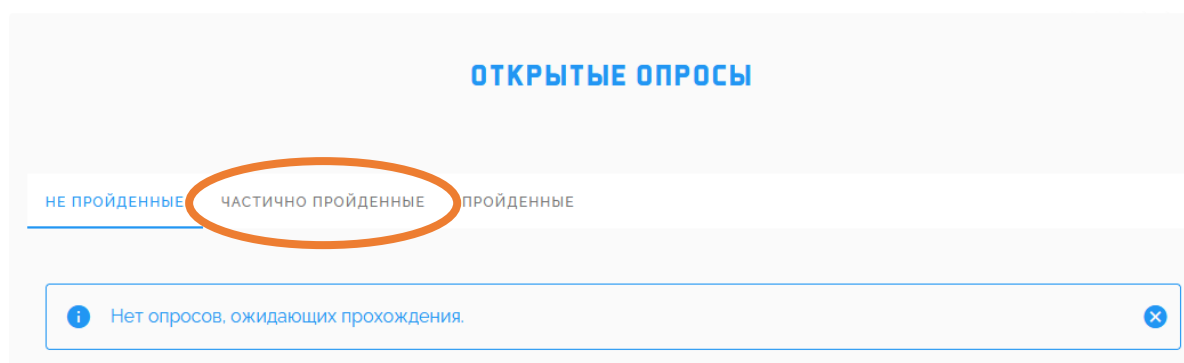 ОТКРЫТЫЕ ОПРОСЫ
НЕ ПРОЙДЕННЫЕ ЧАСТИЧНО ПРОЙДЕННЫЕ ПРОЙДЕННЫЕ
Нет опросов, ожидающих прохождения.